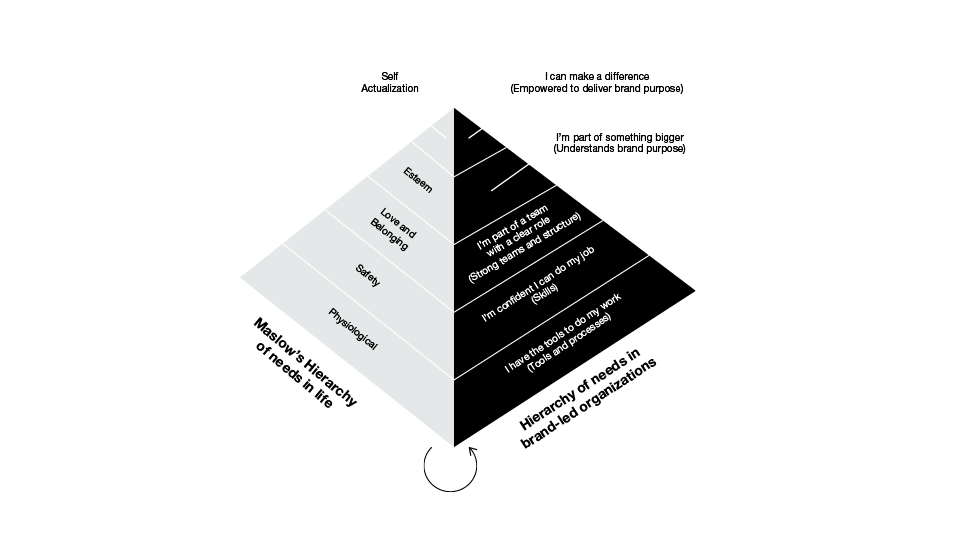 Self
Actualization
I can make a difference
(Empowered to deliver brand purpose)
I'm part of something bigger
(Understands brand purpose)
Esteem
Love and
Belonging
Safety
Physiological
I'm part of a team
with a clear role
(Strong teams and structure)
I'm confident I can do my job
(Skills)
I have the tools to do my work
(Tools and processes)
Maslow's Hierarchy
of needs in life
Hierarchy of needs in
brand-led organizations